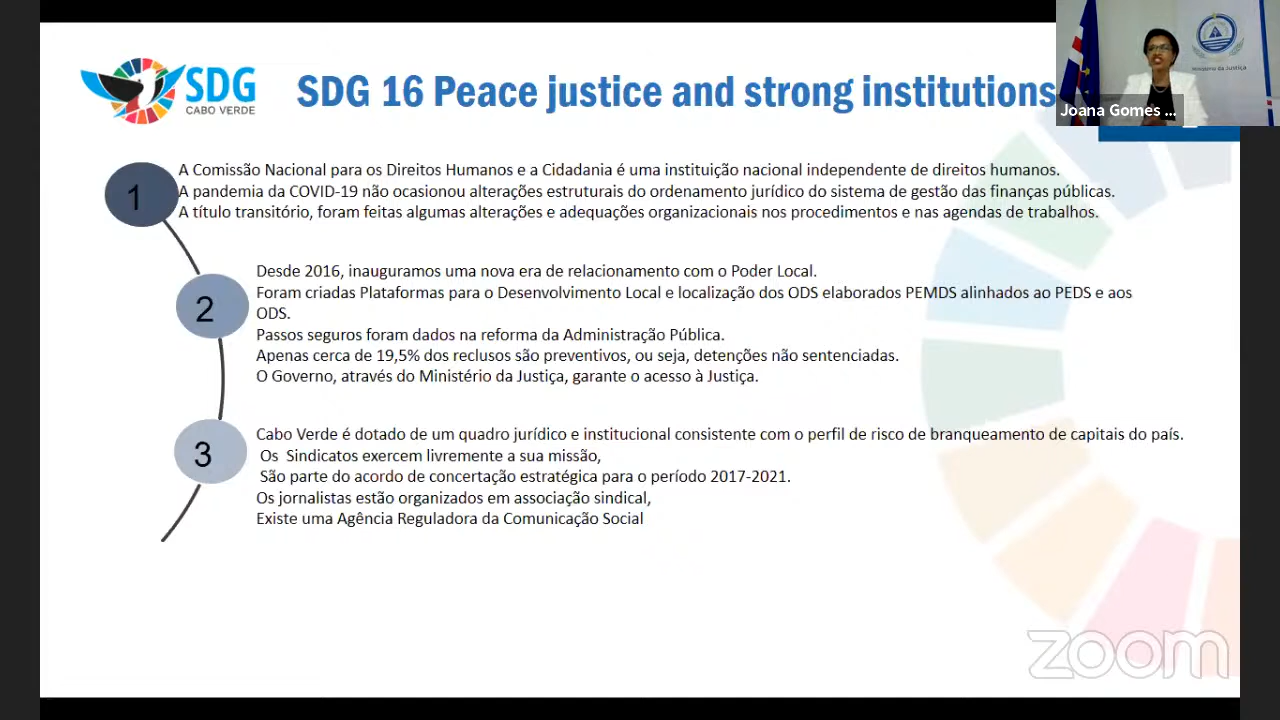 SDG
CABO VERDE
SDG 16 Peace justice and strong institutions
Ministério da Justiça
Joana Gomes ...
1
A Comissão Nacional para os Direitos Humanos e a Cidadania é uma instituição nacional independente de direitos humanos.
A pandemia da COVID-19 não ocasionou alterações estruturais do ordenamento jurídico do sistema de gestão das finanças públicas.
A título transitório, foram feitas algumas alterações e adequações organizacionais nos procedimentos e nas agendas de trabalhos.
2
Desde 2016, inauguramos uma nova era de relacionamento com o Poder Local.
Foram criadas Plataformas para o Desenvolvimento Local e localização dos ODS elaborados PEMDS alinhados ao PEDS e aos
ODS.
Passos seguros foram dados na reforma da Administração Pública.
Apenas cerca de 19,5% dos reclusos são preventivos, ou seja, detenções não sentenciadas.
O Governo, através do Ministério da Justiça, garante o acesso à Justiça.
3
Cabo Verde é dotado de um quadro jurídico e institucional consistente com o perfil de risco de branqueamento de capitais do país.
Os Sindicatos exercem livremente a sua missão,
São parte do acordo de concertação estratégica para o período 2017-2021.
Os jornalistas estão organizados em associação sindical,
Existe uma Agência Reguladora da Comunicação Social
zoom